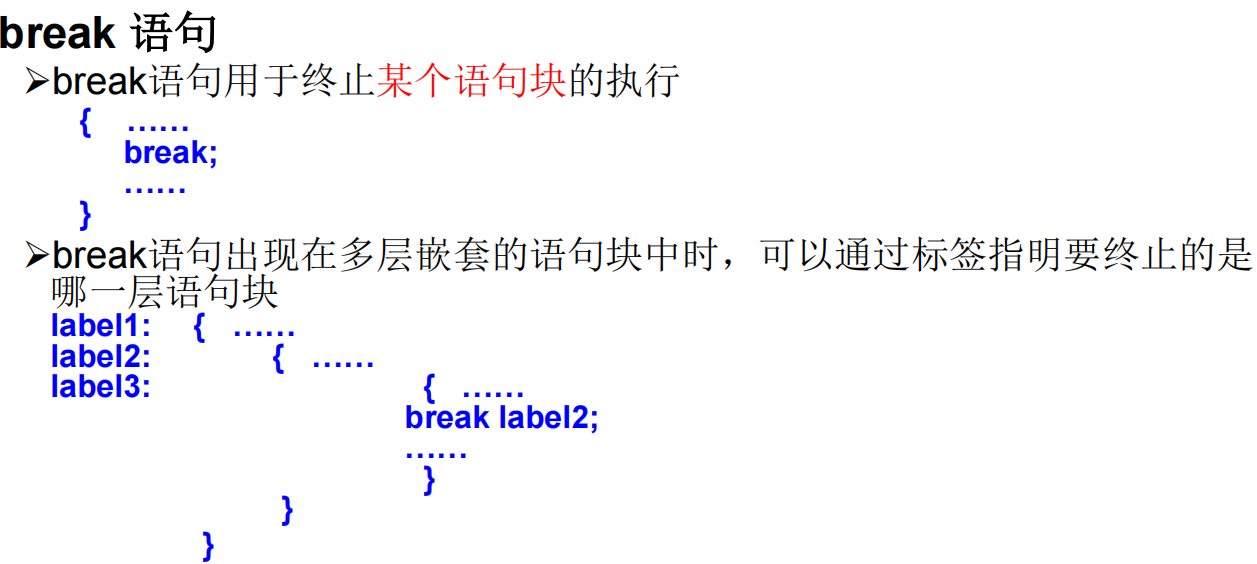 break 语句
➢break语句用于终止某个语句块的执行
{ ……
break;
……
}
➢break语句出现在多层嵌套的语句块中时，可以通过标签指明要终止的是
哪一层语句块
label1: { ……
label2: { ……
label3: { ……
break label2;
……
}
}
}